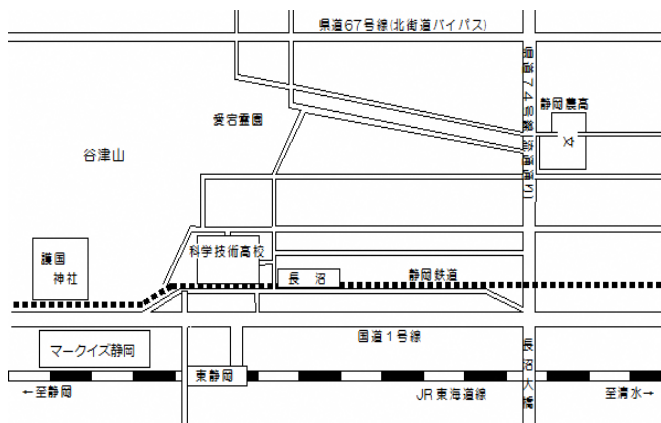 県道67号線(北街道バイパス)
県道74号線(流通通り)
静岡農高
文
愛宕霊園
谷津山
護国
神社
科学技術高校
長沼
静岡鉄道
国道1号線
マークイズ静岡
東静岡
長沼大橋
←至静岡
JR東海道線
至清水→